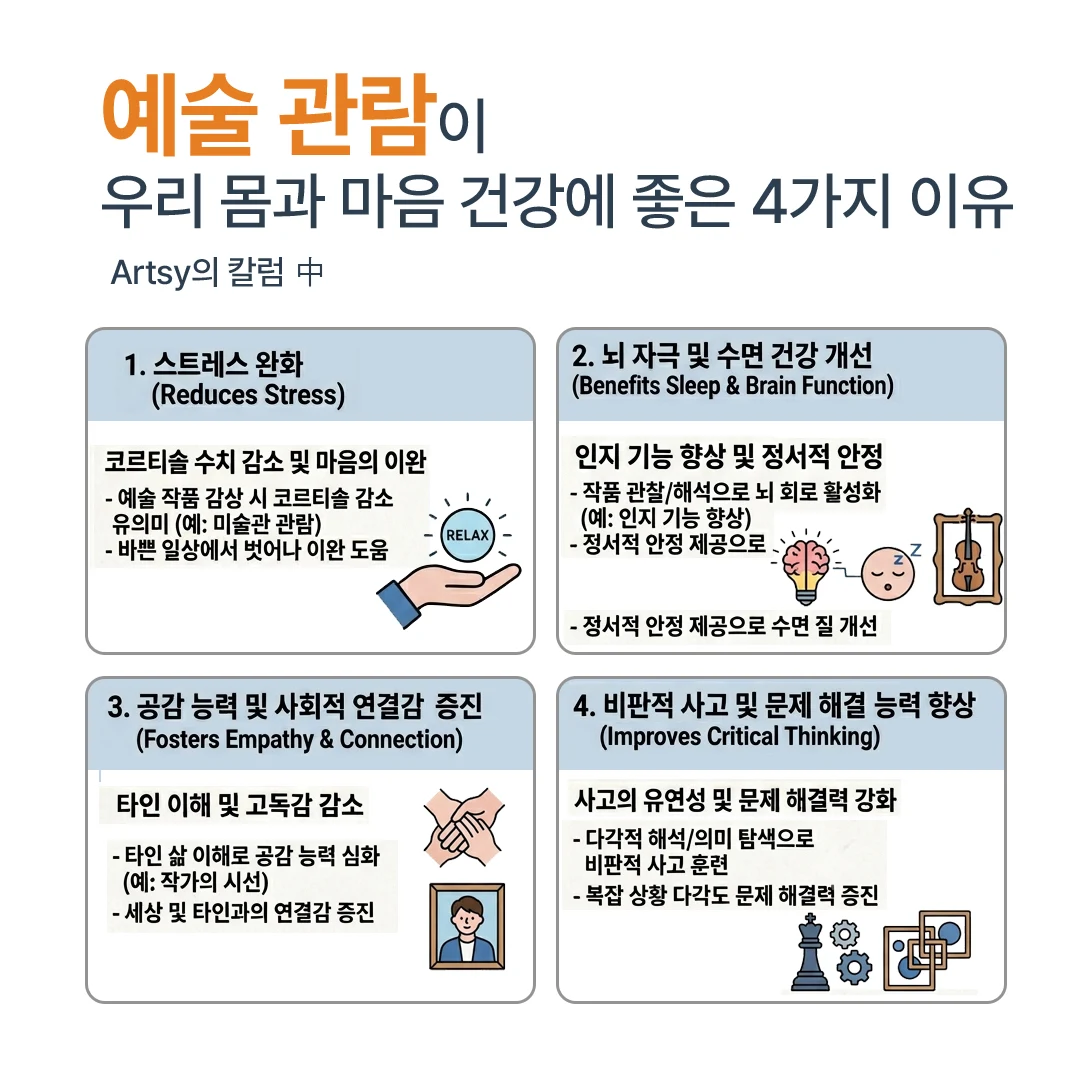 예술 관람이
우리 몸과 마음 건강에 좋은 4가지 이유
Artsy의 칼럼 中
1. 스트레스 완화
(Reduces Stress)
코르티솔 수치 감소 및 마음의 이완
- 예술 작품 감상 시 코르티솔 감소
유의미 (예: 미술관 관람)
- 바쁜 일상에서 벗어나 이완 도움
RELAX
2. 뇌 자극 및 수면 건강 개선
(Benefits Sleep & Brain Function)
인지 기능 향상 및 정서적 안정
- 작품 관찰/해석으로 뇌 회로 활성화
(예: 인지 기능 향상)
- 정서적 안정 제공으로
z z
- 정서적 안정 제공으로 수면 질 개선
3. 공감 능력 및 사회적 연결감 증진
(Fosters Empathy & Connection)
타인 이해 및 고독감 감소
- 타인 삶 이해로 공감 능력 심화
(예: 작가의 시선)
- 세상 및 타인과의 연결감 증진
4. 비판적 사고 및 문제 해결 능력 향상
(Improves Critical Thinking)
사고의 유연성 및 문제 해결력 강화
- 다각적 해석/의미 탐색으로
비판적 사고 훈련
- 복잡 상황 다각도 문제 해결력 증진